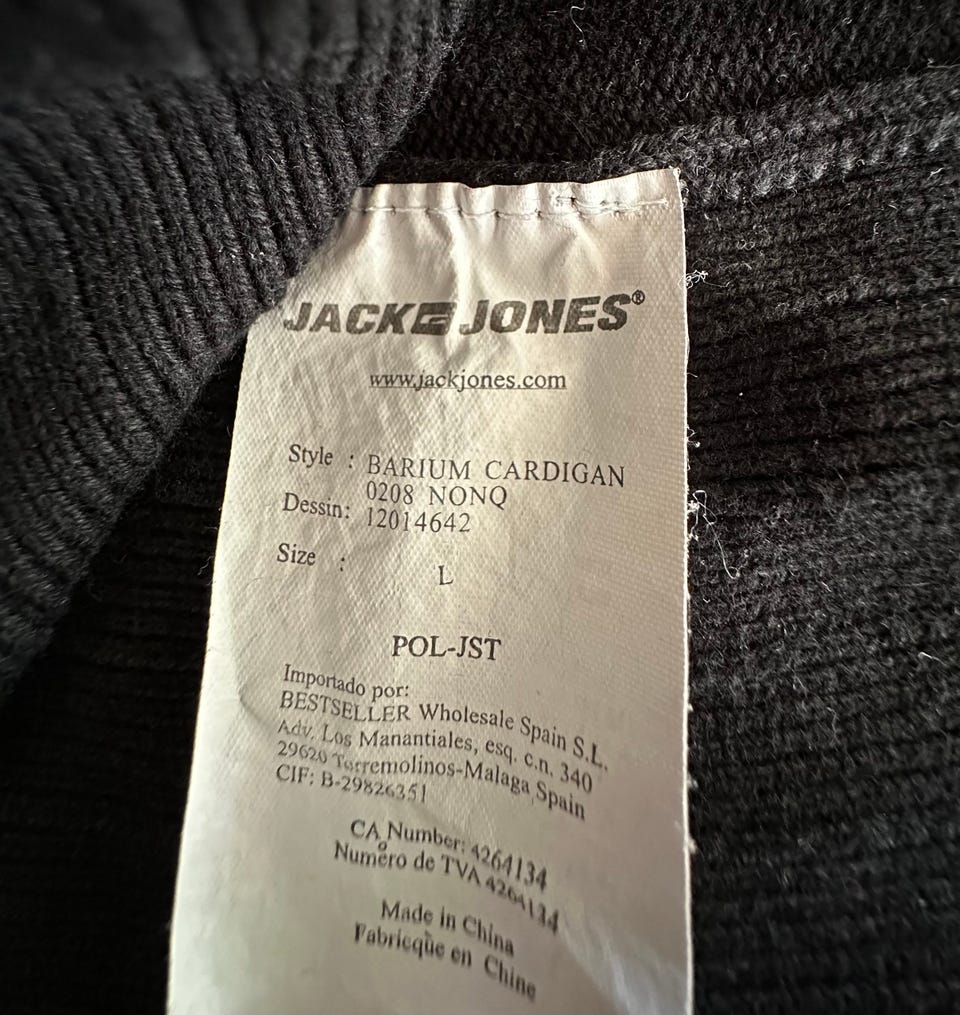 JACK & JONES®
www.jackjones.com
Style : BARIUM CARDIGAN
0208 NONQ
Dessin: 12014642
Size : L
POL-JST
Importado por:
BESTSELLER Wholesale Spain S.L.
Adv. Los Manantiales, esq. c.n. 340
29620 Torremolinos-Malaga Spain
CIF: B-29826351
CA Number: 4264134
Numéro de TVA 4264134
Made in China
Fabricqúe en Chine